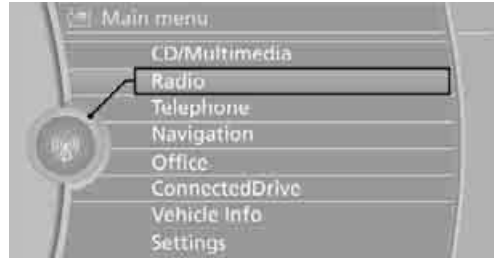 Main menu
CD/Multimedia
Radio
Telephone
Navigation
Office
ConnectedDrive
Vehicle Info
Settings